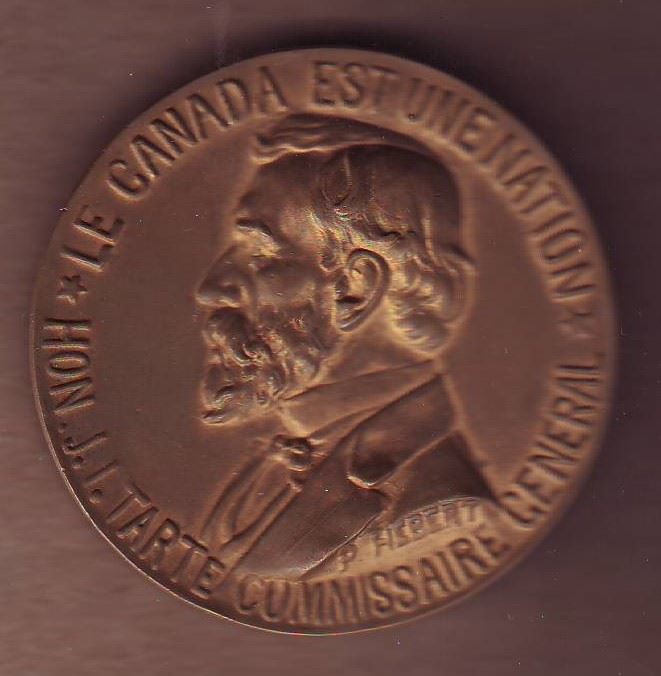 LE CANADA EST UNE NATION
HON. J. I. TARTE COMMISSAIRE GENERAL
P. HEBERT